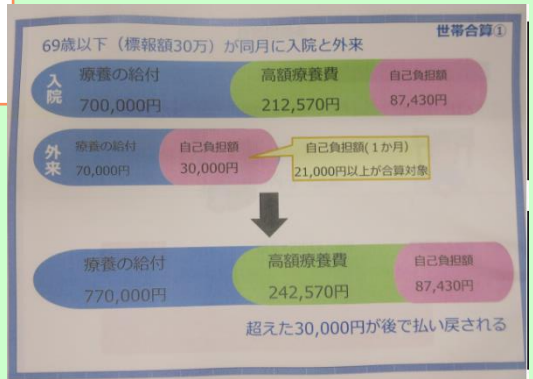 世帯合算①
69歳以下（標報額30万）が同月に入院と外来
入院
療養の給付
700,000円
高額療養費
212,570円
自己負担額
87,430円
外来
療養の給付
70,000円
自己負担額
30,000円
自己負担額(１か月)
21,000円以上が合算対象
療養の給付
770,000円
高額療養費
242,570円
自己負担額
87,430円
超えた30,000円が後で払い戻される